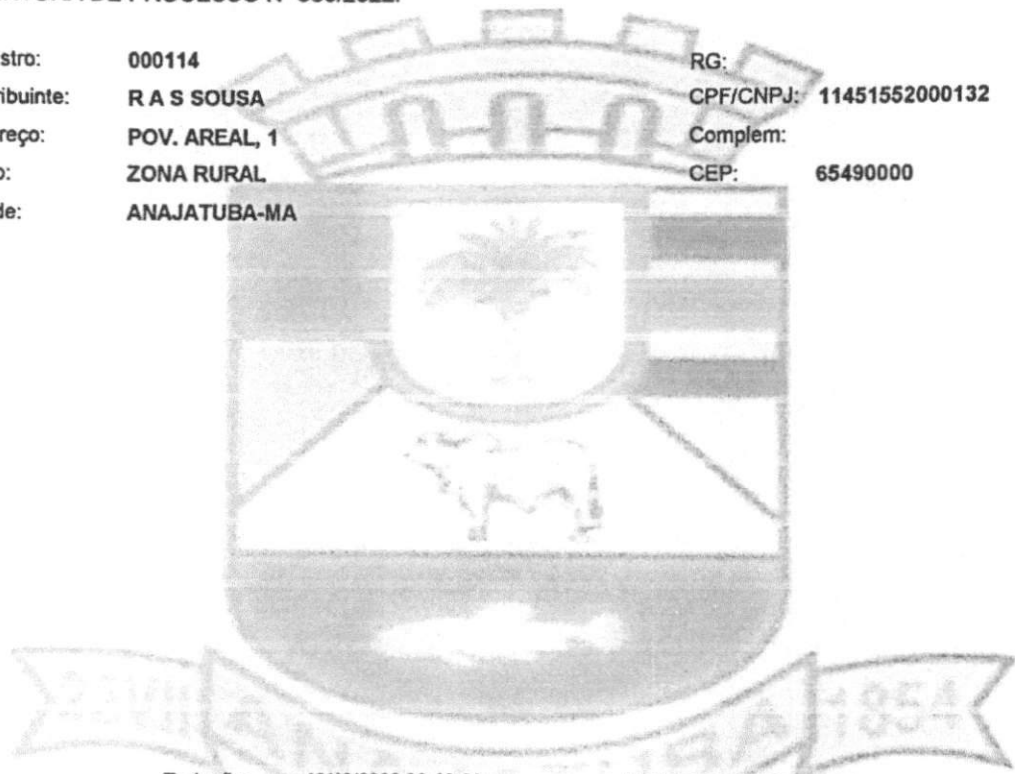 stro: 000114 RG:
ribuinte: R A S SOUSA CPF/CNPJ: 11451552000132
reço: POV. AREAL, 1 Complem:
o: ZONA RURAL CEP: 65490000
de: ANAJATUBA-MA
1854